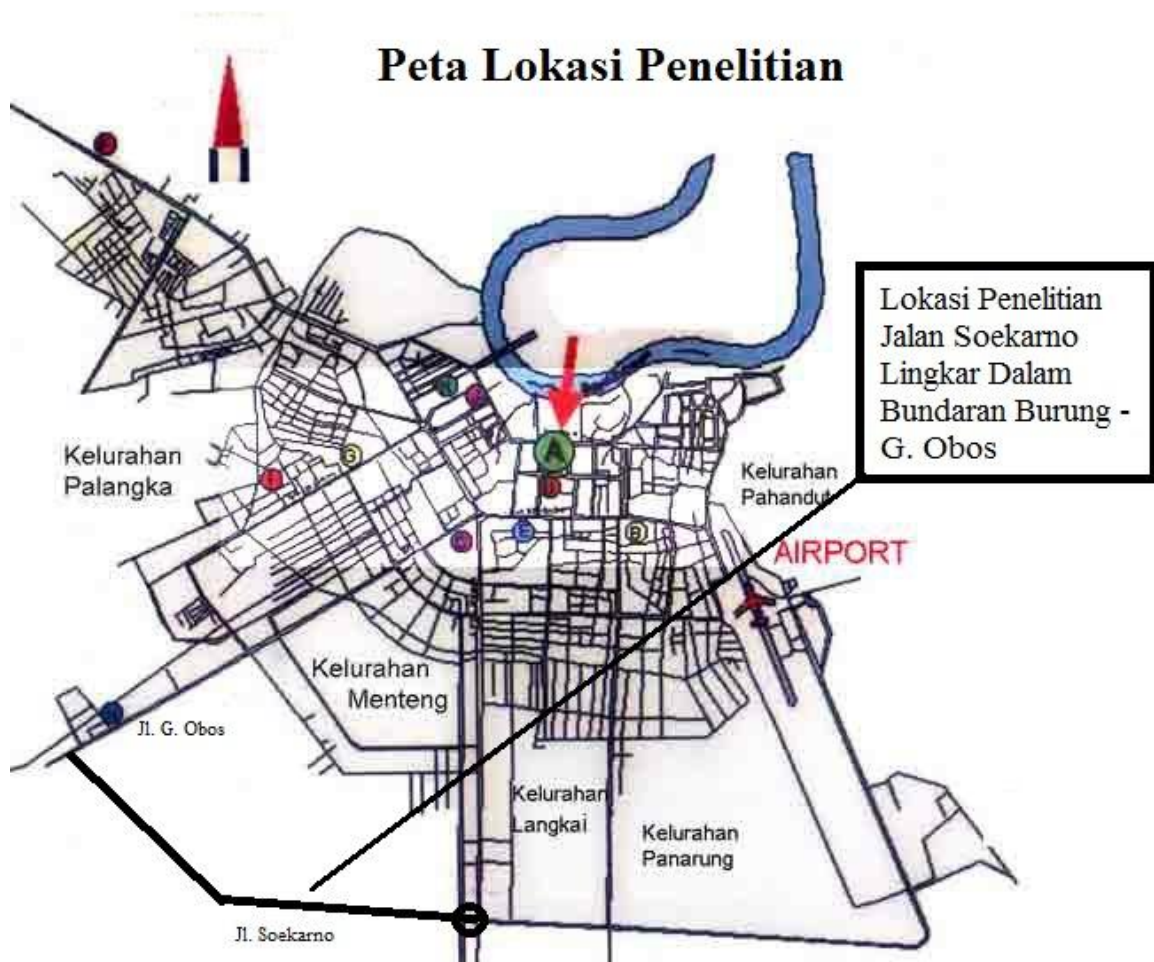 Peta Lokasi Penelitian
Lokasi Penelitian
Jalan Soekarno
Lingkar Dalam
Bundaran Burung -
G. Obos
A
G
E
B
Kelurahan
Palangka
Kelurahan
Pahandut
AIRPORT
Kelurahan
Menteng
Jl. G. Obos
Kelurahan
Langkai
Kelurahan
Panarung
Jl. Soekarno